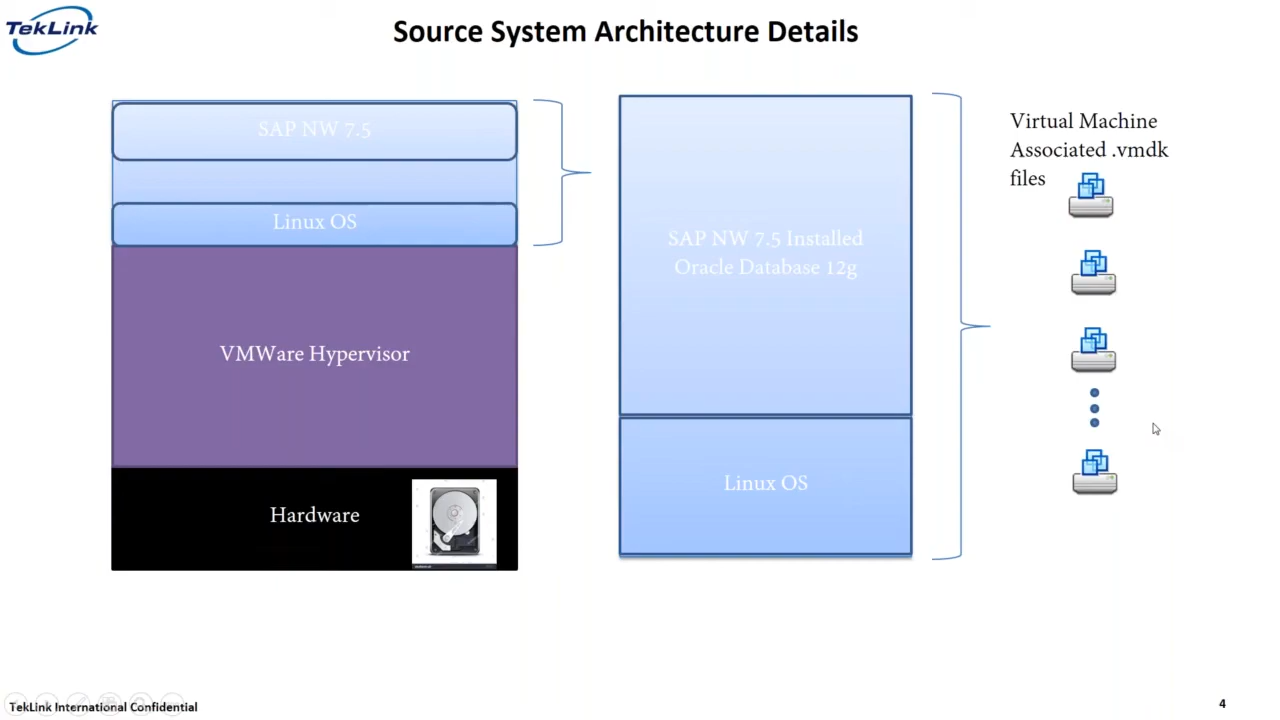 TekLink
Source System Architecture Details
SAP NW 7.5
Linux OS
VMWare Hypervisor
Hardware
SAP NW 7.5 Installed
Oracle Database 12g
Linux OS
Virtual Machine
Associated .vmdk
files
TekLink International Confidential
4